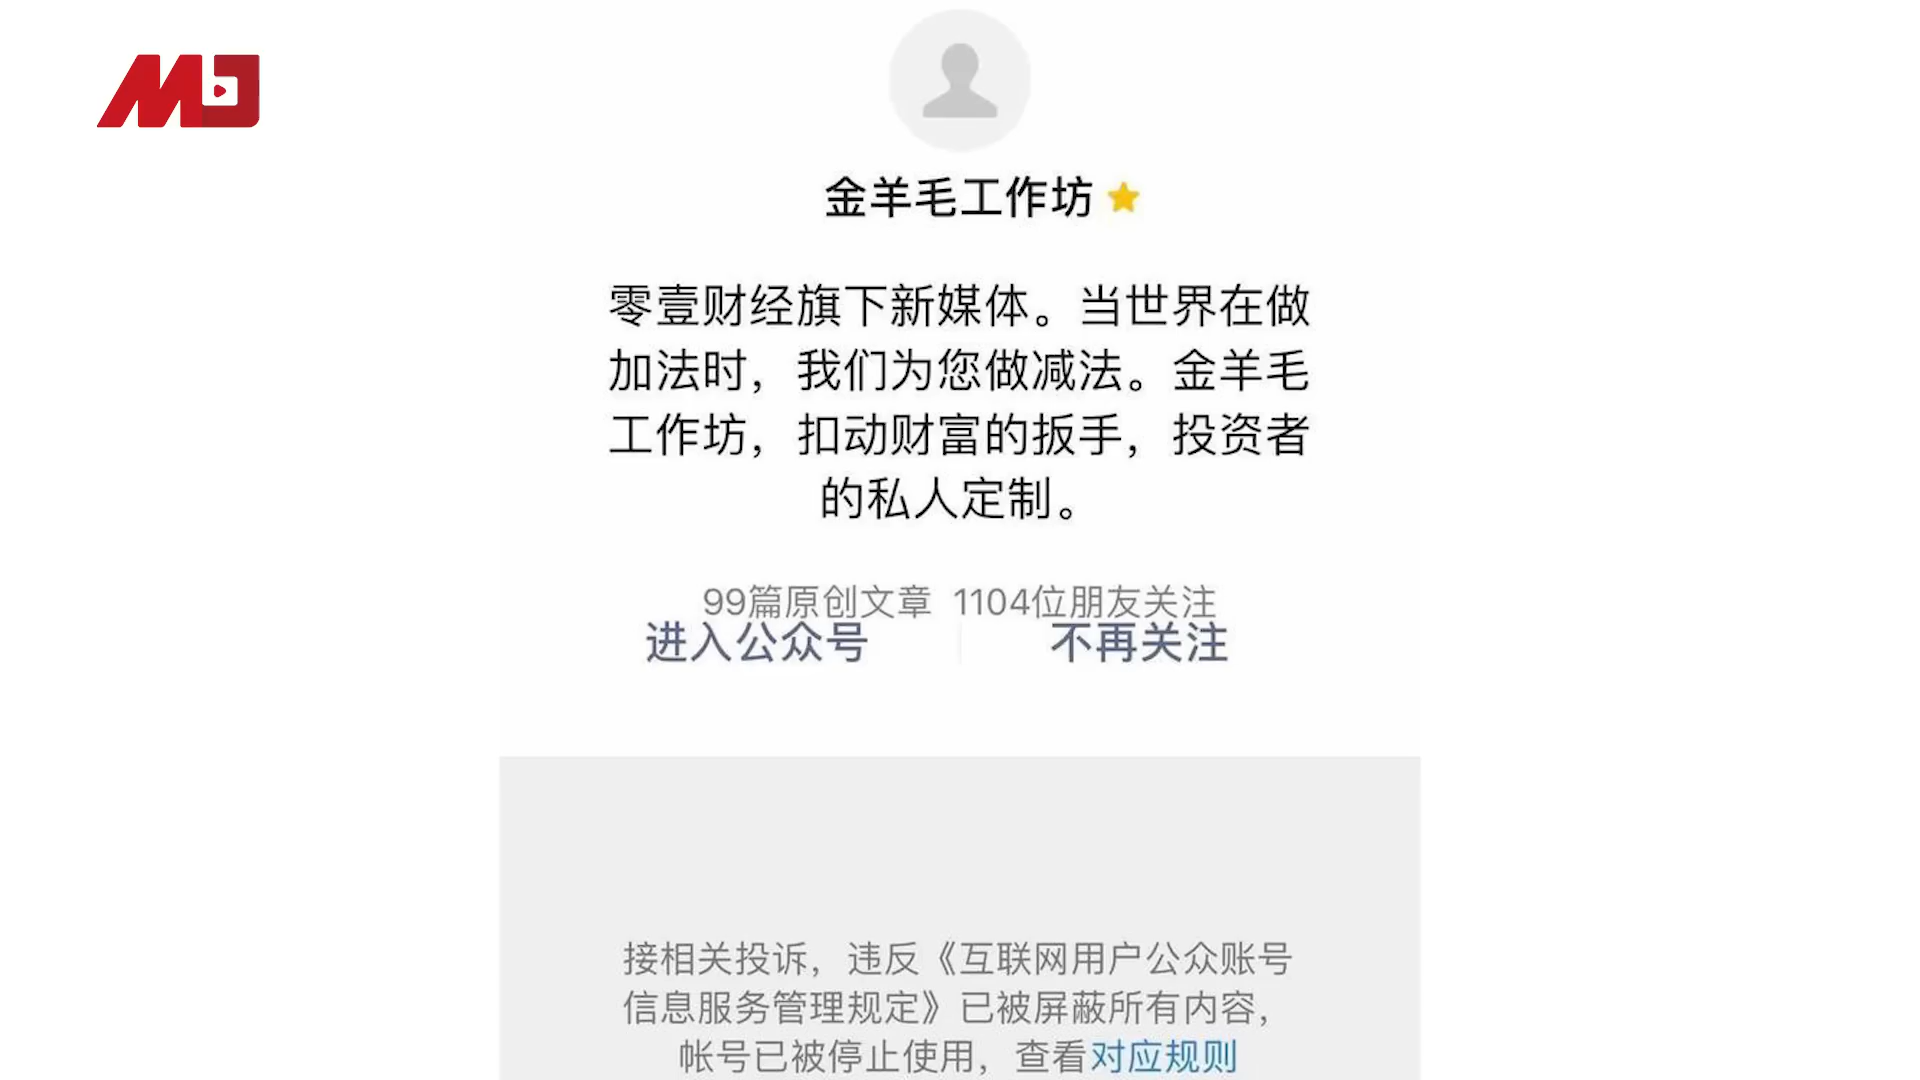 金羊毛工作坊
零壹财经旗下新媒体。当世界在做
加法时，我们为您做减法。金羊毛
工作坊，扣动财富的扳手，投资者
的私人定制。
99篇原创文章 1104位朋友关注
进入公众号 不再关注
接相关投诉，违反《互联网用户公众账号
信息服务管理规定》已被屏蔽所有内容，
帐号已被停止使用，查看对应规则